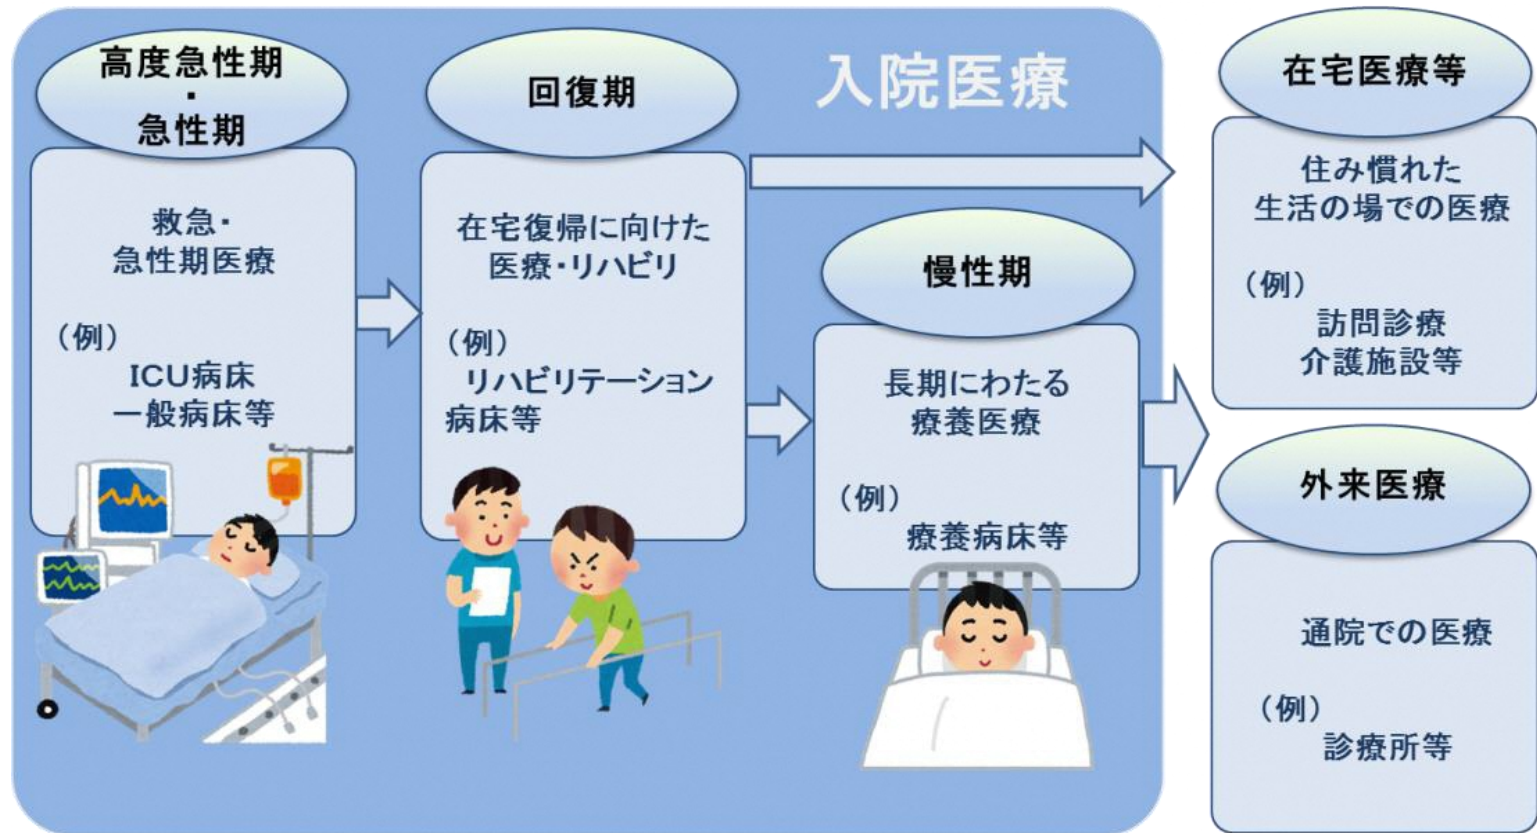 入院医療
高度急性期
・
急性期
救急・
急性期医療
（例）
ICU病床
一般病床等
回復期
在宅復帰に向けた
医療・リハビリ
（例）
リハビリテーション
病床等
慢性期
長期にわたる
療養医療
（例）
療養病床等
在宅医療等
住み慣れた
生活の場での医療
（例）
訪問診療
介護施設等
外来医療
通院での医療
（例）
診療所等